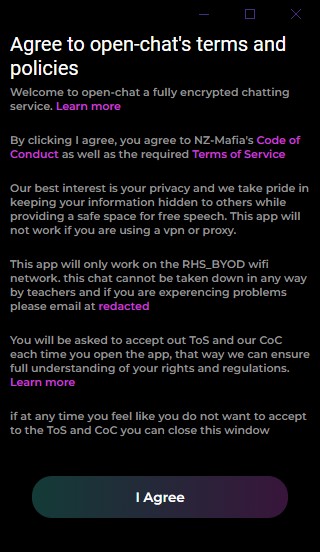 Agree to open-chat's terms and
policies
Welcome to open-chat a fully encrypted chatting
service. Learn more
By clicking I agree, you agree to NZ-Mafia's Code of
Conduct as well as the required Terms of Service
Our best interest is your privacy and we take pride in
keeping your information hidden to others while
providing a safe space for free speech. This app will
not work if you are using a vpn or proxy.
This app will only work on the RHS_BYOD wifi
network. this chat cannot be taken down in any way
by teachers and if you are experencing problems
please email at redacted
You will be asked to accept out ToS and our CoC
each time you open the app, that way we can ensure
full understanding of your rights and regulations.
Learn more
if at any time you feel like you do not want to accept
to the ToS and CoC you can close this window
I Agree